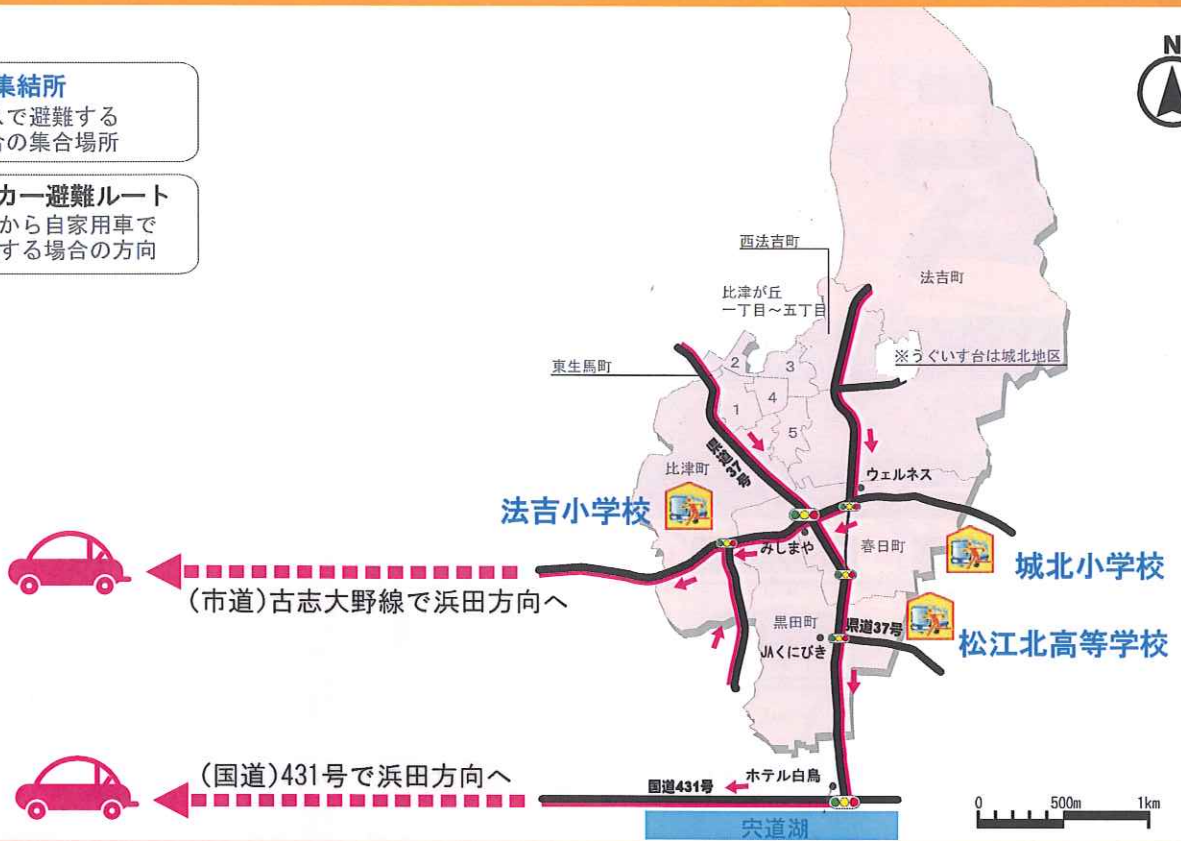 集結所
で避難する
の集合場所
カー避難ルート
から自家用車で
する場合の方向
N
西法吉町
法吉町
比津が丘
一丁目～五丁目
※うぐいす台は城北地区
東生馬町
2
3
4
1
5
県道37号
比津町
ウェルネス
法吉小学校
みしまや
春日町
城北小学校
(市道)古志大野線で浜田方向へ
黒田町
県道37号
JAくにびき
松江北高等学校
(国道)431号で浜田方向へ
国道431号
ホテル白鳥
宍道湖
0
500m
1km